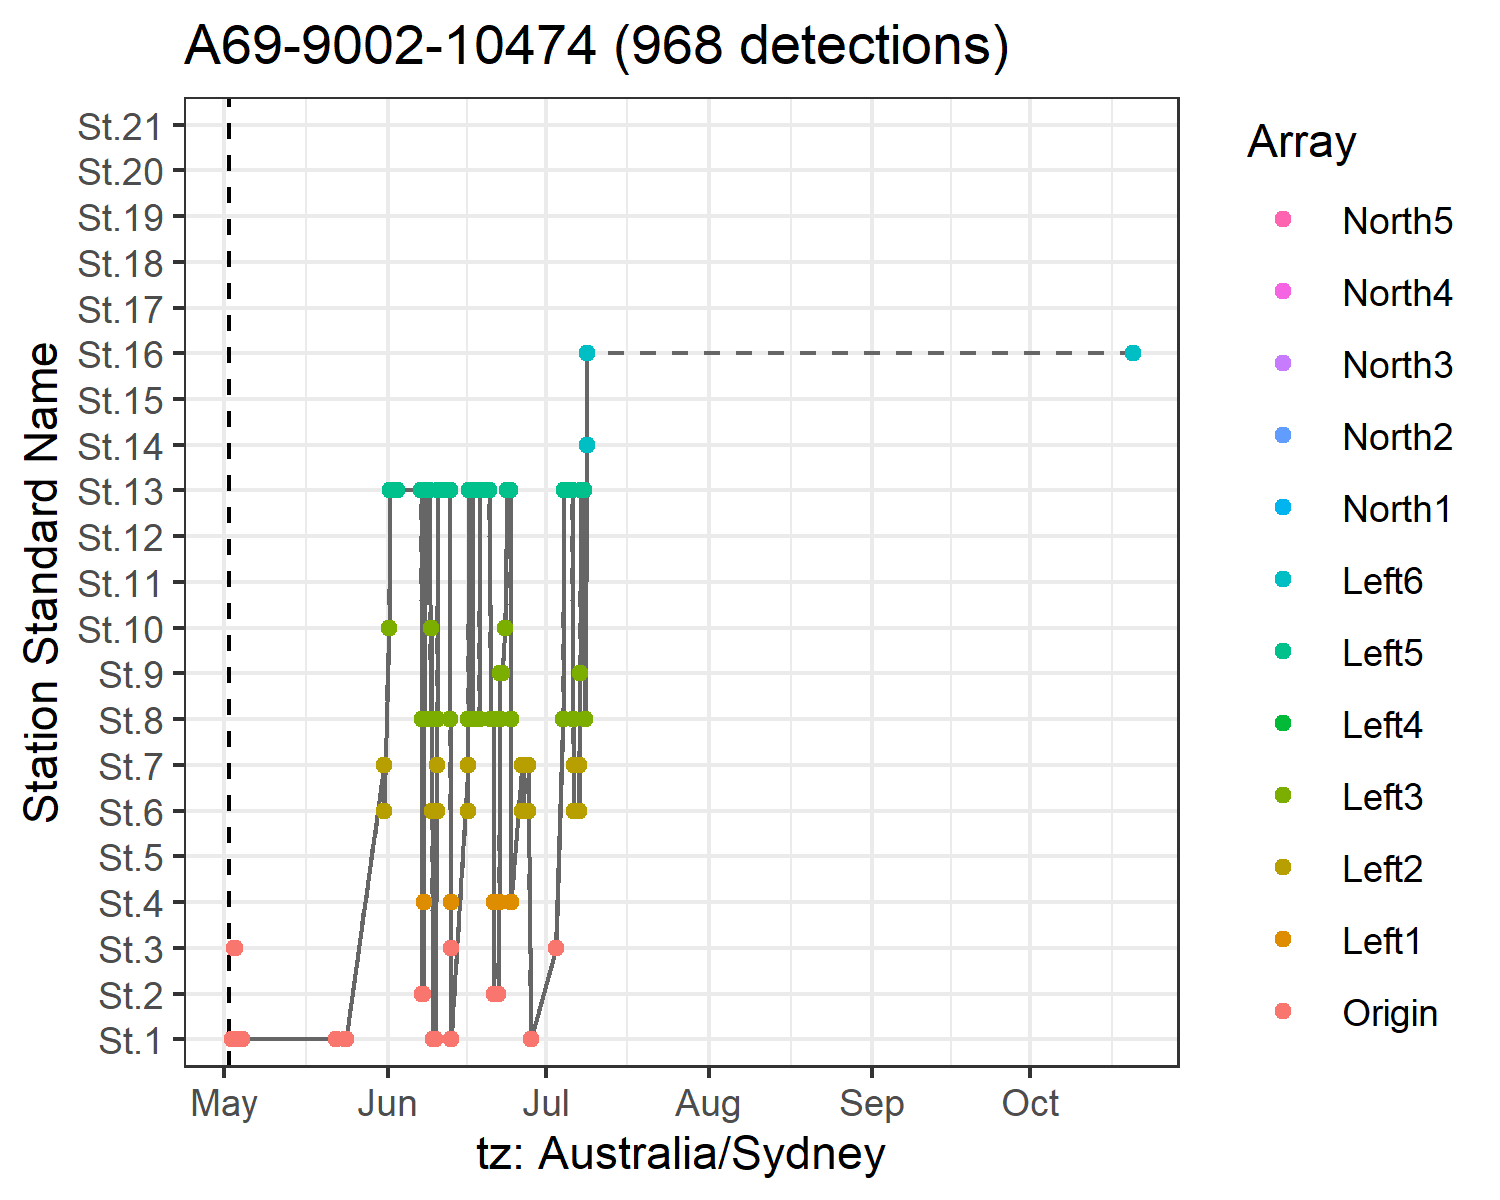 A69-9002-10474 (968 detections)
Station Standard Name
St.21
St.20
St.19
St.18
St.17
St.16
St.15
St.14
St.13
St.12
St.11
St.10
St.9
St.8
St.7
St.6
St.5
St.4
St.3
St.2
St.1
May Jun Jul Aug Sep Oct
tz: Australia/Sydney
Array
North5
North4
North3
North2
North1
Left6
Left5
Left4
Left3
Left2
Left1
Origin